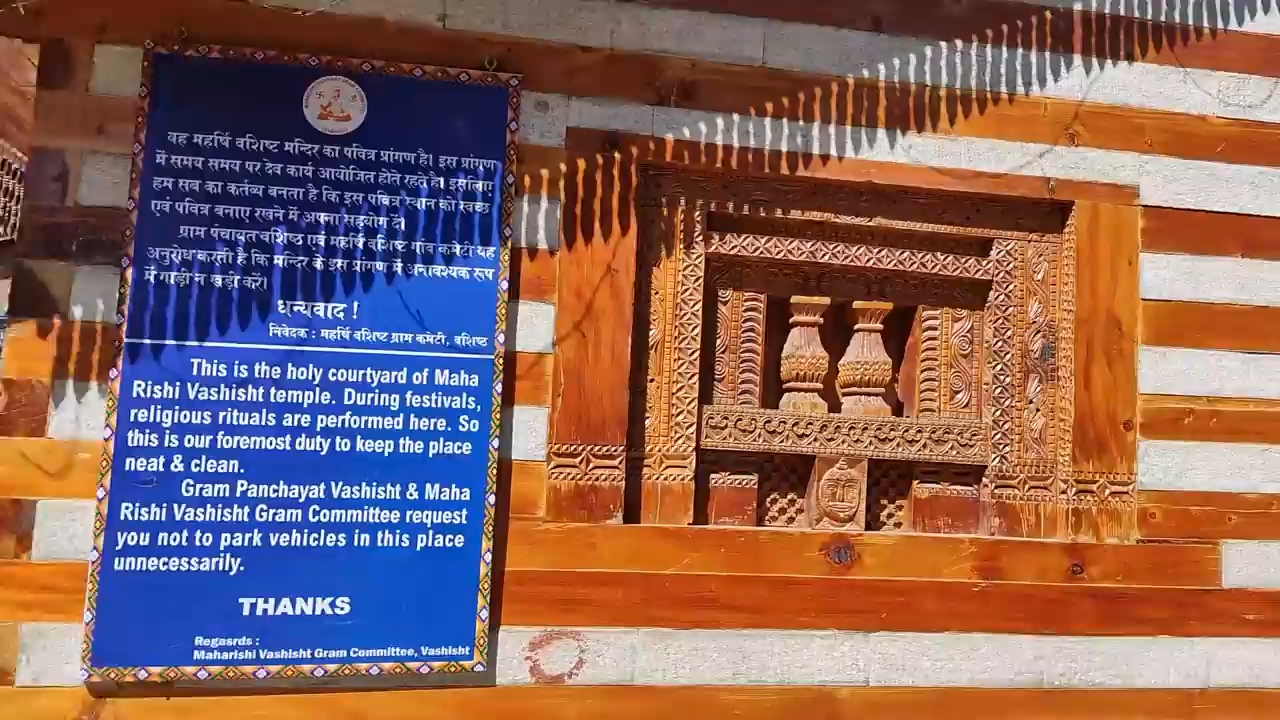 वह महर्षि वशिष्ट मन्दिर का पवित्र प्रांगण है। इस प्रांगण
में समय समय पर देव कार्य आयोजित होते रहते है। इसलिए
हम सब का कर्तव्य बनता है कि इस पवित्र स्थान को स्वच्छ
एवं पवित्र बनाए रखने में अपना सहयोग दें।
ग्राम पंचायत वशिष्ठ एवं महर्षि वशिष्ट गांव कमेटी यह
अनुरोध करती है कि मन्दिर के इस प्रांगण में अनावश्यक रूप
में गाड़ी न खड़ी करें।
धन्यवाद !
निवेदक : महर्षि वशिष्ट ग्राम कमेटी, वशिष्ठ
This is the holy courtyard of Maha
Rishi Vashisht temple. During festivals,
religious rituals are performed here. So
this is our foremost duty to keep the place
neat & clean.
Gram Panchayat Vashisht & Maha
Rishi Vashisht Gram Committee request
you not to park vehicles in this place
unnecessarily.
THANKS
Regasrds :
Maharishi Vashisht Gram Committee, Vashisht